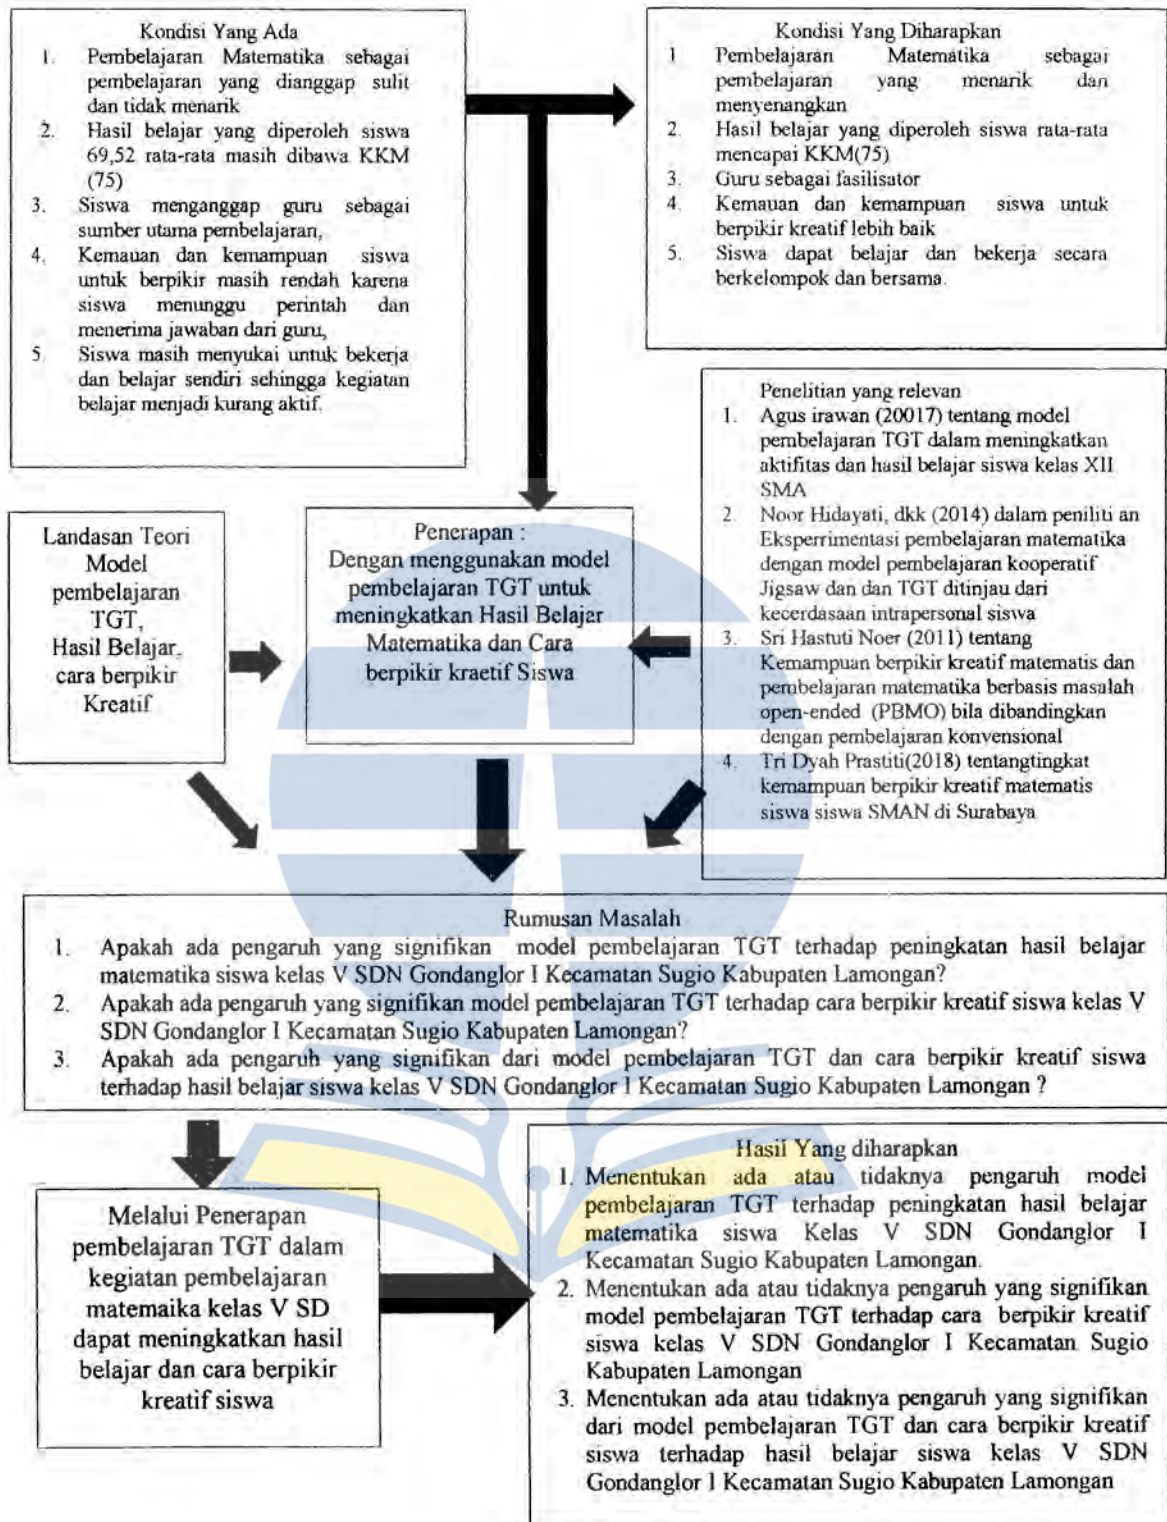 Kondisi Yang Ada
1. Pembelajaran Matematika sebagai
pembelajaran yang dianggap sulit
dan tidak menarik
2. Hasil belajar yang diperoleh siswa
69,52 rata-rata masih dibawa KKM
(75)
3. Siswa menganggap guru sebagai
sumber utama pembelajaran,
4. Kemauan dan kemampuan siswa
untuk berpikir masih rendah karena
siswa menunggu perintah dan
menerima jawaban dari guru,
5. Siswa masih menyukai untuk bekerja
dan belajar sendiri sehingga kegiatan
belajar menjadi kurang aktif.
Kondisi Yang Diharapkan
1 Pembelajaran Matematika sebagai
pembelajaran yang menarik dan
menyenangkan
2. Hasil belajar yang diperoleh siswa rata-rata
mencapai KKM(75)
3. Guru sebagai fasilisator
4 Kemauan dan kemampuan siswa untuk
berpikir kreatif lebih baik
5. Siswa dapat belajar dan bekerja secara
berkelompok dan bersama.
Penelitian yang relevan
1. Agus irawan (20017) tentang model
pembelajaran TGT dalam meningkatkan
aktifitas dan hasil belajar siswa kelas XII
SMA
2. Noor Hidayati, dkk (2014) dalam peniliti an
Eksperrimentasi pembelajaran matematika
dengan model pembelajaran kooperatif
Jigsaw dan dan TGT ditinjau dari
kecerdasaan intrapersonal siswa
3. Sri Hastuti Noer (2011) tentang
Kemampuan berpikir kreatif matematis dan
pembelajaran matematika berbasis masalah
open-ended (PBMO) bila dibandingkan
dengan pembelajaran konvensional
4. Tri Dyah Prastiti(2018) tentangtingkat
kemampuan berpikir kreatif matematis
siswa siswa SMAN di Surabaya
Landasan Teori
Model
pembelajaran
TGT,
Hasil Belajar,
cara berpikir
Kreatif
Penerapan :
Dengan menggunakan model
pembelajaran TGT untuk
meningkatkan Hasil Belajar
Matematika dan Cara
berpikir kraetif Siswa
Rumusan Masalah
1. Apakah ada pengaruh yang signifikan model pembelajaran TGT terhadap peningkatan hasil belajar
matematika siswa kelas V SDN Gondanglor I Kecamatan Sugio Kabupaten Lamongan?
2. Apakah ada pengaruh yang signifikan model pembelajaran TGT terhadap cara berpikir kreatif siswa kelas V
SDN Gondanglor I Kecamatan Sugio Kabupaten Lamongan?
3. Apakah ada pengaruh yang signifikan dari model pembelajaran TGT dan cara berpikir kreatif siswa
terhadap hasil belajar siswa kelas V SDN Gondanglor I Kecamatan Sugio Kabupaten Lamongan ?
Melalui Penerapan
pembelajaran TGT dalam
kegiatan pembelajaran
matemaika kelas V SD
dapat meningkatkan hasil
belajar dan cara berpikir
kreatif siswa
Hasil Yang diharapkan
1. Menentukan ada atau tidaknya pengaruh model
pembelajaran TGT terhadap peningkatan hasil belajar
matematika siswa Kelas V SDN Gondanglor I
Kecamatan Sugio Kabupaten Lamongan.
2. Menentukan ada atau tidaknya pengaruh yang signifikan
model pembelajaran TGT terhadap cara berpikir kreatif
siswa kelas V SDN Gondanglor I Kecamatan Sugio
Kabupaten Lamongan
3. Menentukan ada atau tidaknya pengaruh yang signifikan
dari model pembelajaran TGT dan cara berpikir kreatif
siswa terhadap hasil belajar siswa kelas V SDN
Gondanglor I Kecamatan Sugio Kabupaten Lamongan